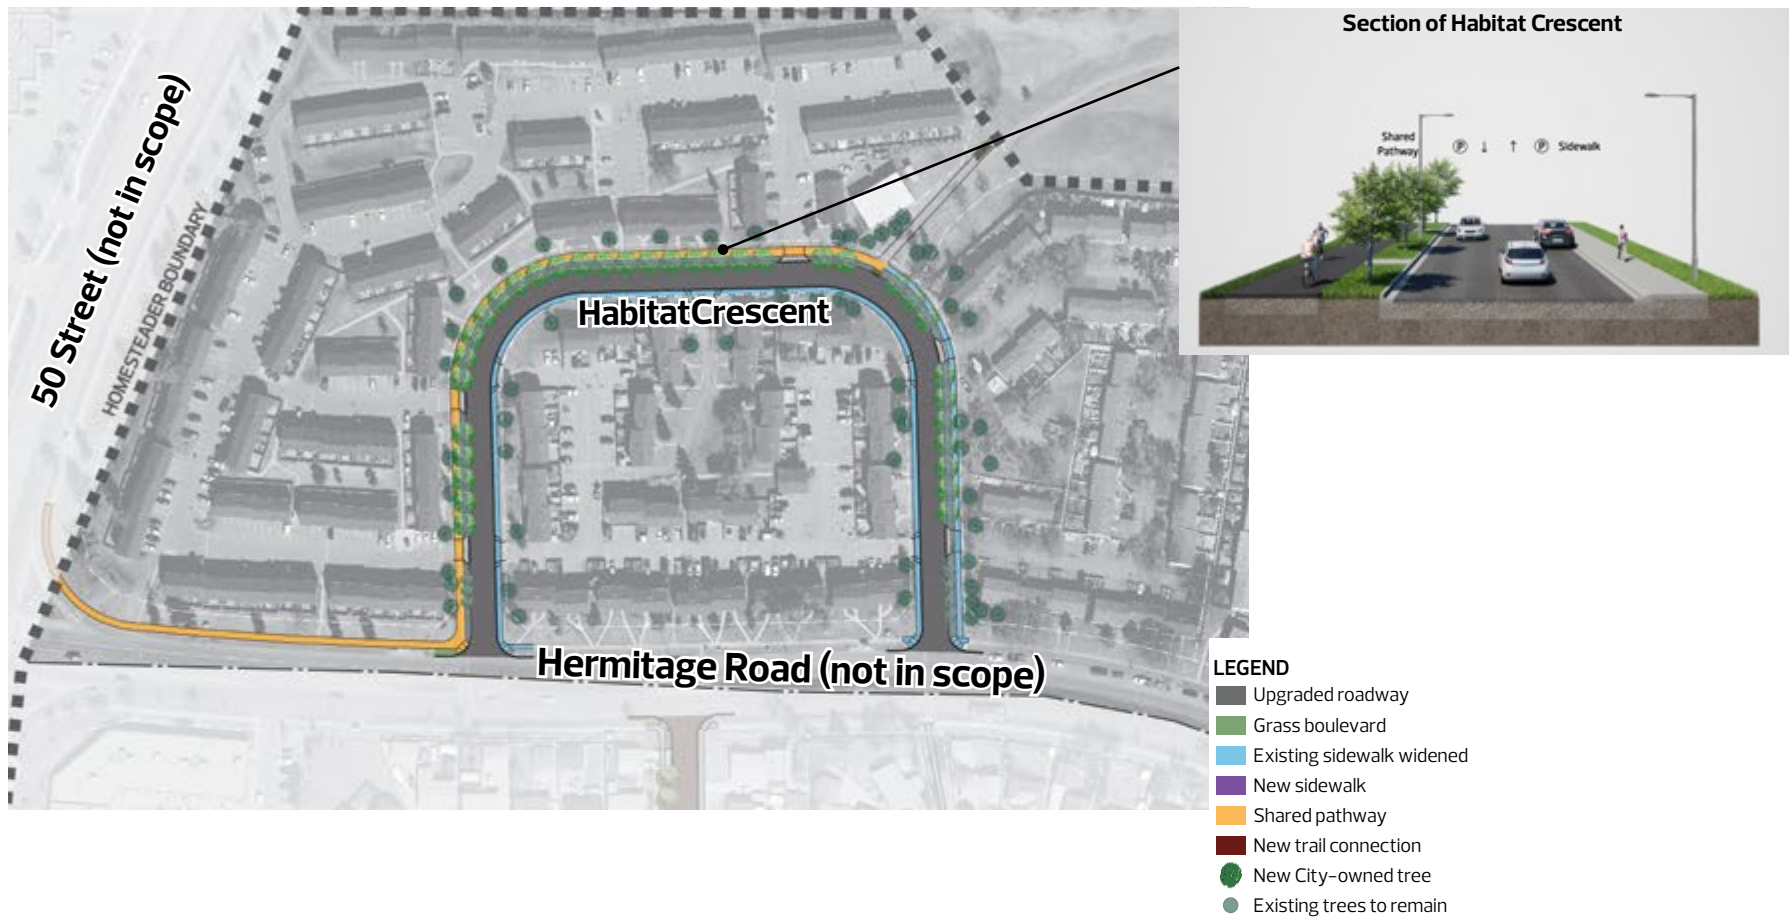 Section of Habitat Crescent
Shared
Pathway
P ↓ ↑ P Sidewalk
50 Street (not in scope)
HOMESTEADER BOUNDARY
HabitatCrescent
Hermitage Road (not in scope)
LEGEND
Upgraded roadway
Grass boulevard
Existing sidewalk widened
New sidewalk
Shared pathway
New trail connection
New City-owned tree
Existing trees to remain